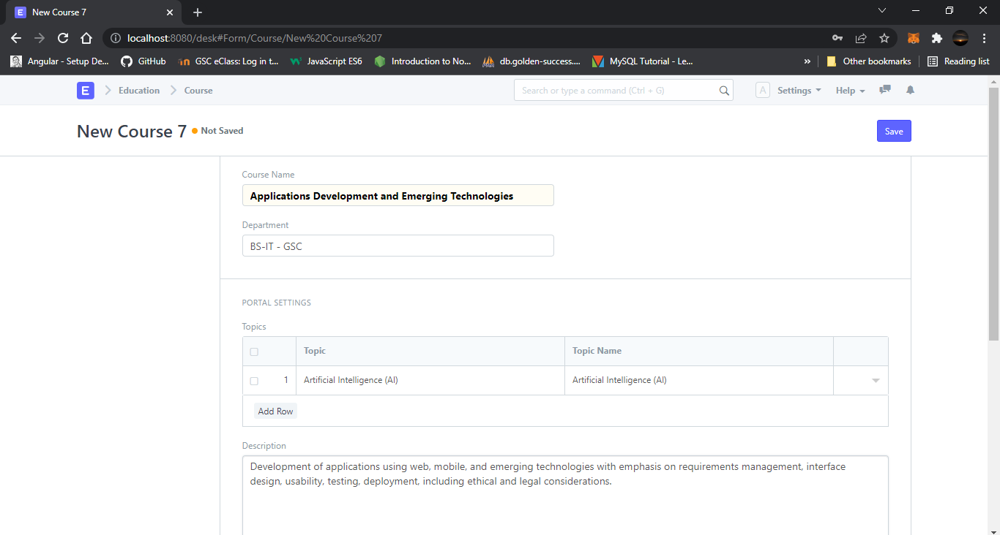 New Course 7
localhost:8080/desk#Form/Course/New%20Course%207
Angular - Setup De...
GitHub
GSC eClass: Log in t...
JavaScript ES6
Introduction to No...
db.golden-success....
MySQL Tutorial - Le...
»
Other bookmarks
Reading list
E
Education
Course
Search or type a command (Ctrl + G)
A
Settings
Help
New Course 7
Not Saved
Save
Course Name
Applications Development and Emerging Technologies
Department
BS-IT - GSC
PORTAL SETTINGS
Topics
Topic
Topic Name
1
Artificial Intelligence (AI)
Artificial Intelligence (AI)
Add Row
Description
Development of applications using web, mobile, and emerging technologies with emphasis on requirements management, interface
design, usability, testing, deployment, including ethical and legal considerations.